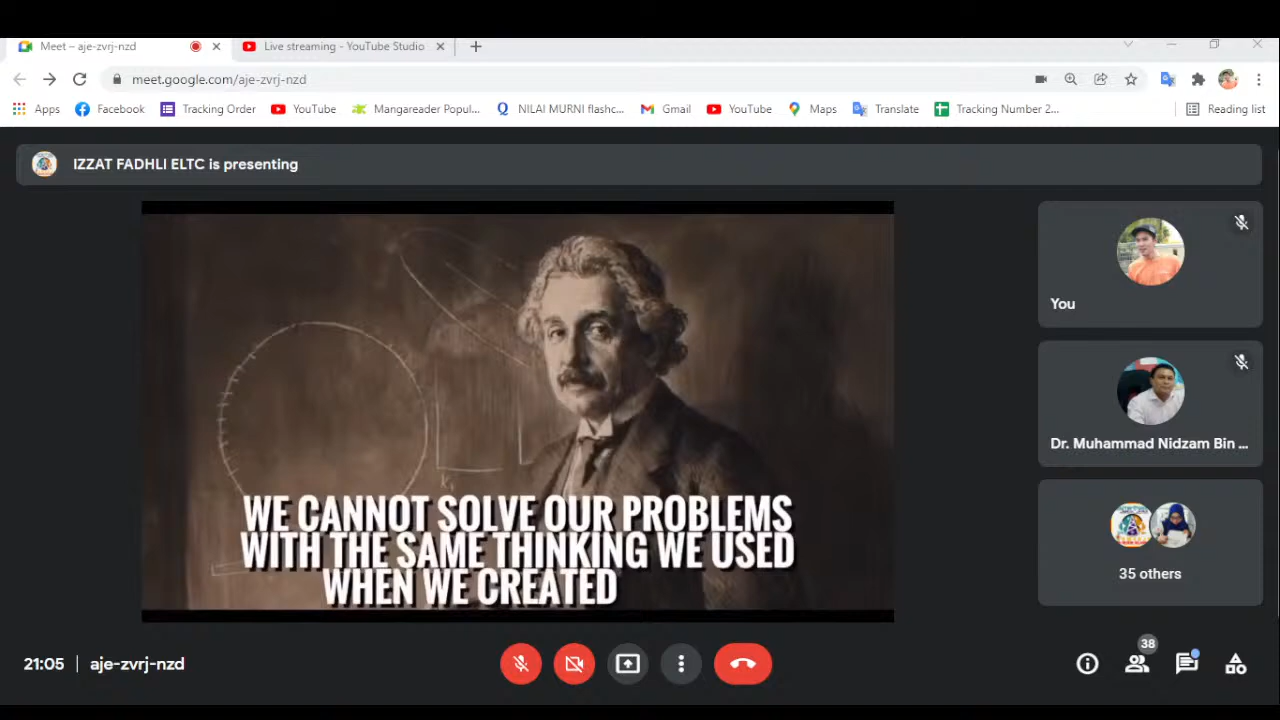 Meet – aje-zvrj-nzd
Live streaming - YouTube Studio
meet.google.com/aje-zvrj-nzd
Apps Facebook Tracking Order YouTube Mangareader Popul... NILAI MURNI flashc... Gmail YouTube Maps Translate Tracking Number 2... Reading list
IZZAT FADHLI ELTC is presenting
WE CANNOT SOLVE OUR PROBLEMS
WITH THE SAME THINKING WE USED
WHEN WE CREATED
You
Dr. Muhammad Nidzam Bin ...
35 others
21:05 aje-zvrj-nzd
38